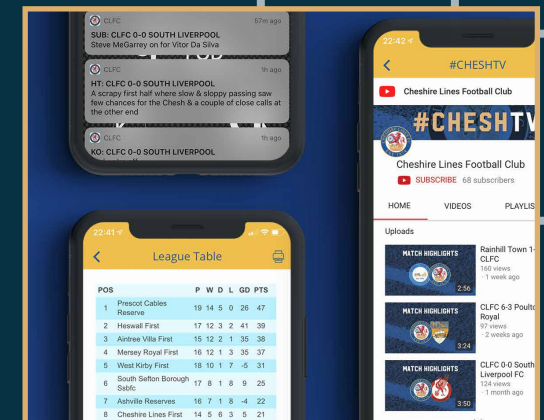 CLFC 57m ago
SUB: CLFC 0-0 SOUTH LIVERPOOL
Steve McGarrey on for Vitor Da Silva
CLFC 1h ago
HT: CLFC 0-0 SOUTH LIVERPOOL
A scrapy first half where slow & sloppy passing saw
few chances for the Chesh & a couple of close calls at
the other end
CLFC 1h ago
KO: CLFC 0-0 SOUTH LIVERPOOL
22:41
League Table
POS P W D L GD PTS
1 Prescot Cables
Reserve 19 14 5 0 26 47
2 Heswall First 17 12 3 2 41 39
3 Aintree Villa First 15 12 2 1 35 38
4 Mersey Royal First 16 12 1 3 35 37
5 West Kirby First 18 10 1 7 -5 31
6 South Sefton Borough
Ssbfc 17 8 1 8 9 25
7 Ashville Reserves 16 7 1 8 -4 22
8 Cheshire Lines First 14 5 6 3 5 21
22:42
#CHESHTV
Cheshire Lines Football Club
#CHESHTV
Cheshire Lines Football Club
SUBSCRIBE 68 subscribers
HOME VIDEOS PLAYLIS
Uploads
MATCH HIGHLIGHTS
2:56
Rainhill Town 1-
CLFC
160 views
· 1 week ago
MATCH HIGHLIGHTS
3:24
CLFC 6-3 Poulto
Royal
97 views
· 2 weeks ago
MATCH HIGHLIGHTS
3:50
CLFC 0-0 South
Liverpool FC
124 views
· 1 month ago